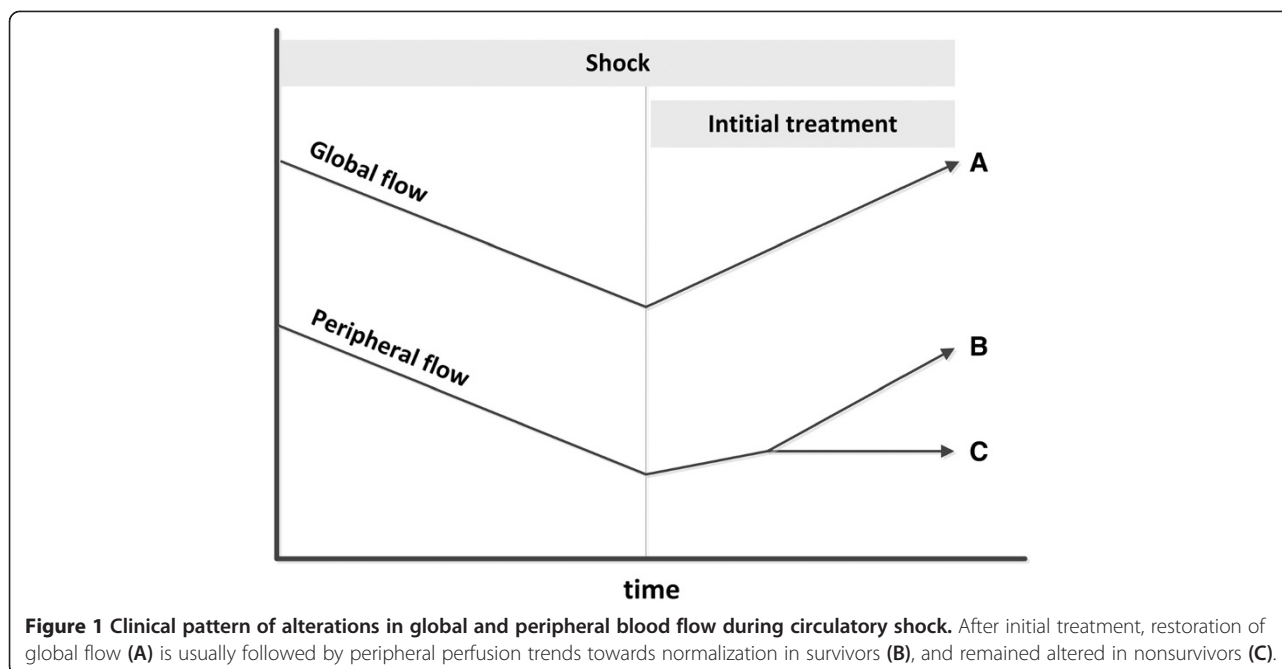 Shock
Intitial treatment
Global flow
A
Peripheral flow
B
C
time
Figure 1 Clinical pattern of alterations in global and peripheral blood flow during circulatory shock. After initial treatment, restoration of
global flow (A) is usually followed by peripheral perfusion trends towards normalization in survivors (B), and remained altered in nonsurvivors (C).